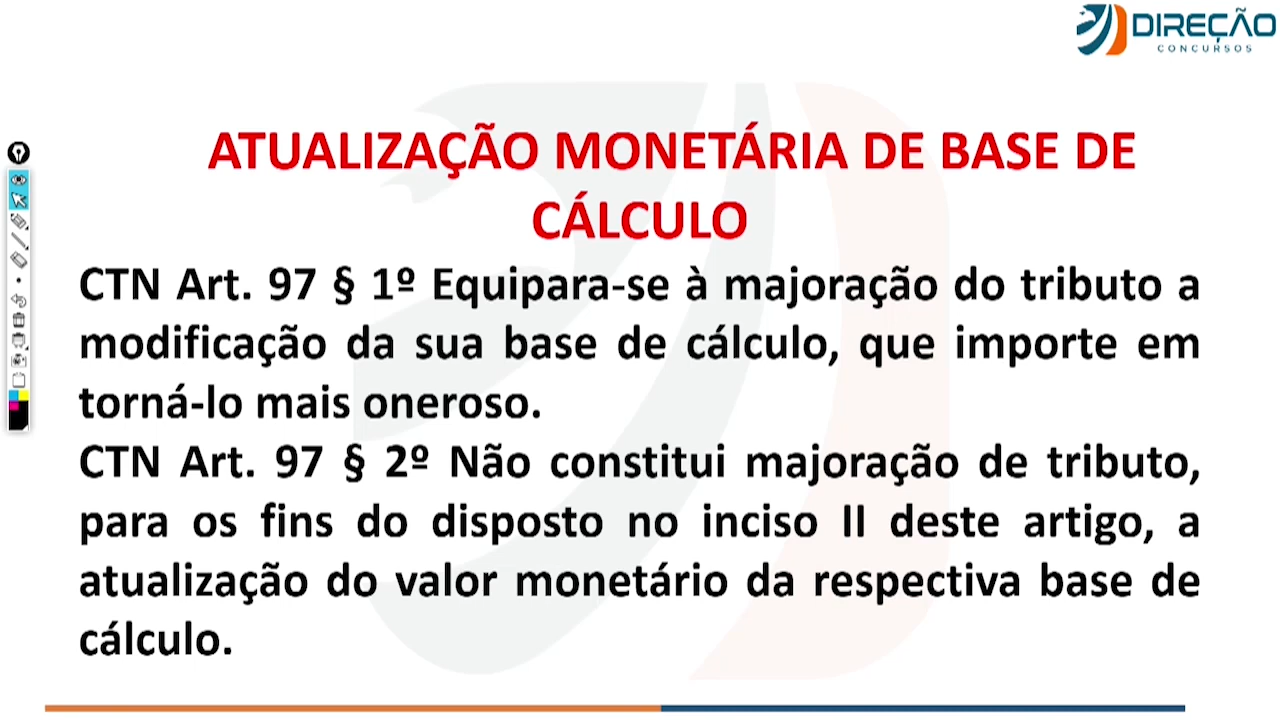 DIREÇÃO
CONCURSOS
ATUALIZAÇÃO MONETÁRIA DE BASE DE
CÁLCULO
CTN Art. 97 § 1º Equipara-se à majoração do tributo a
modificação da sua base de cálculo, que importe em
torná-lo mais oneroso.
CTN Art. 97 § 2º Não constitui majoração de tributo,
para os fins do disposto no inciso II deste artigo, a
atualização do valor monetário da respectiva base de
cálculo.